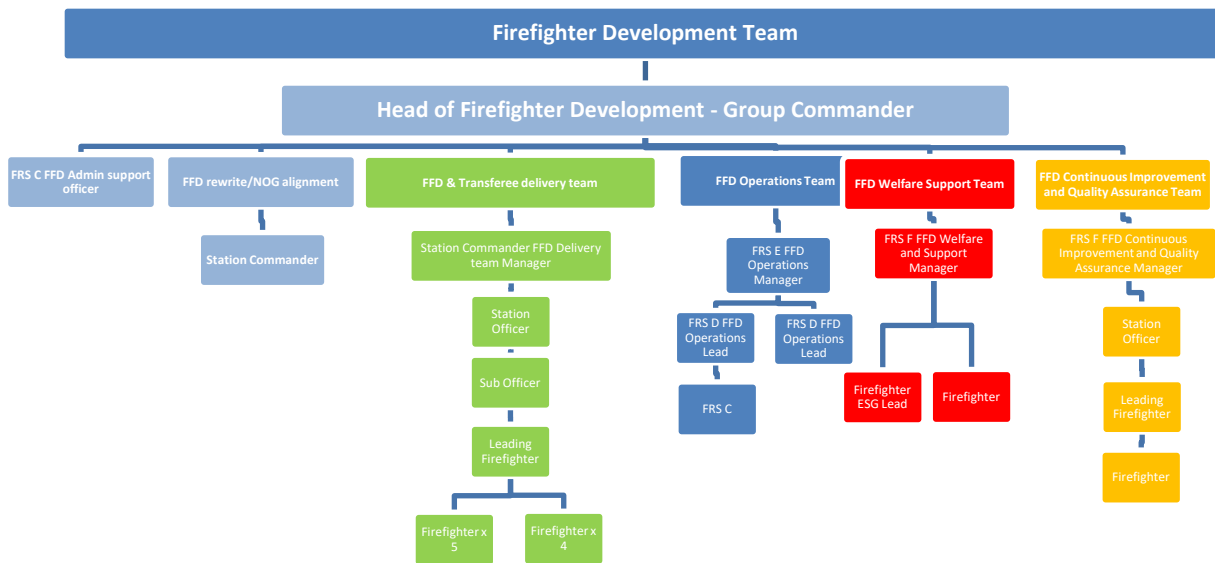 Firefighter Development Team
Head of Firefighter Development - Group Commander
FRS C FFD Admin support
officer
FFD rewrite/NOG alignment
FFD & Transferee delivery team
FFD Operations Team
FFD Welfare Support Team
FFD Continuous Improvement
and Quality Assurance Team
Station Commander
Station Commander FFD Delivery
team Manager
FRS E FFD
Operations
Manager
FRS F FFD Welfare
and Support
Manager
FRS F FFD Continuous
Improvement and Quality
Assurance Manager
Station
Officer
FRS D FFD
Operations
Lead
FRS D FFD
Operations
Lead
Station
Officer
Sub Officer
FRS C
Firefighter
ESG Lead
Firefighter
Leading
Firefighter
Leading
Firefighter
Firefighter
Firefighter x
5
Firefighter x
4